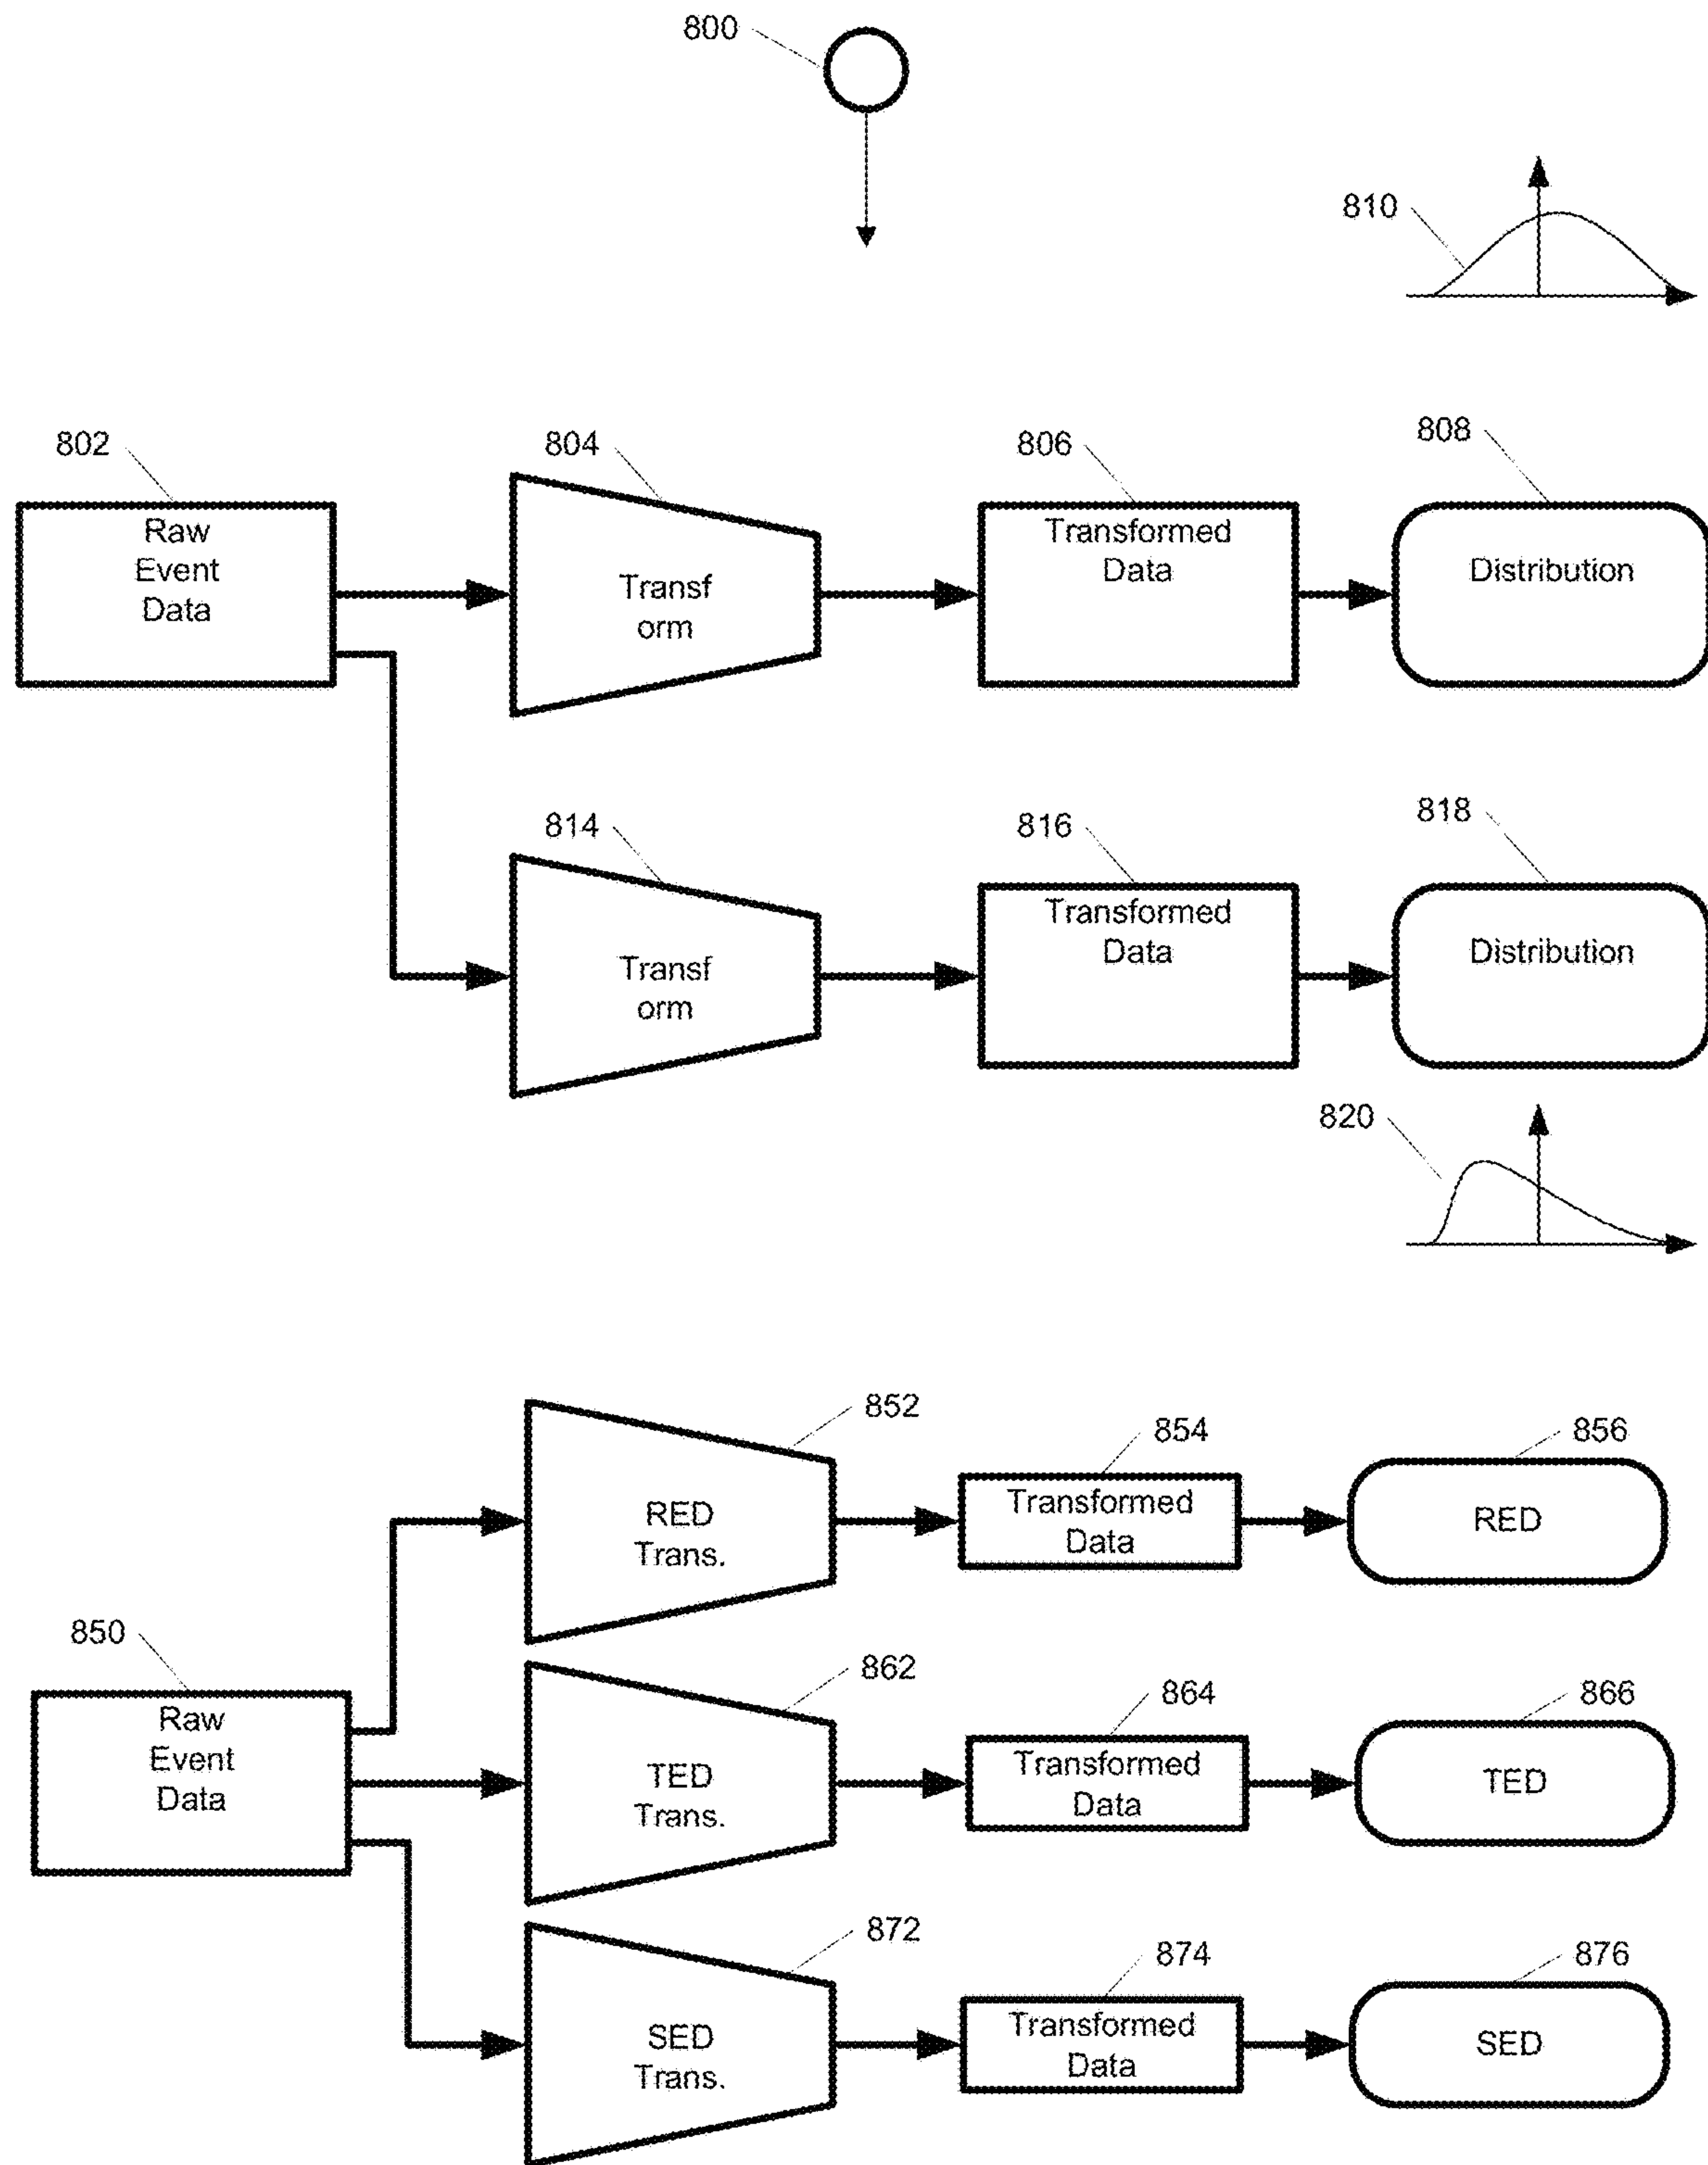 800
810
802
804
806
808
Raw
Event
Data
Transf
orm
Transformed
Data
Distribution
814
816
818
Transf
orm
Transformed
Data
Distribution
820
852
854
856
RED
Trans.
Transformed
Data
RED
850
Raw
Event
Data
862
864
866
TED
Trans.
Transformed
Data
TED
872
874
876
SED
Trans.
Transformed
Data
SED